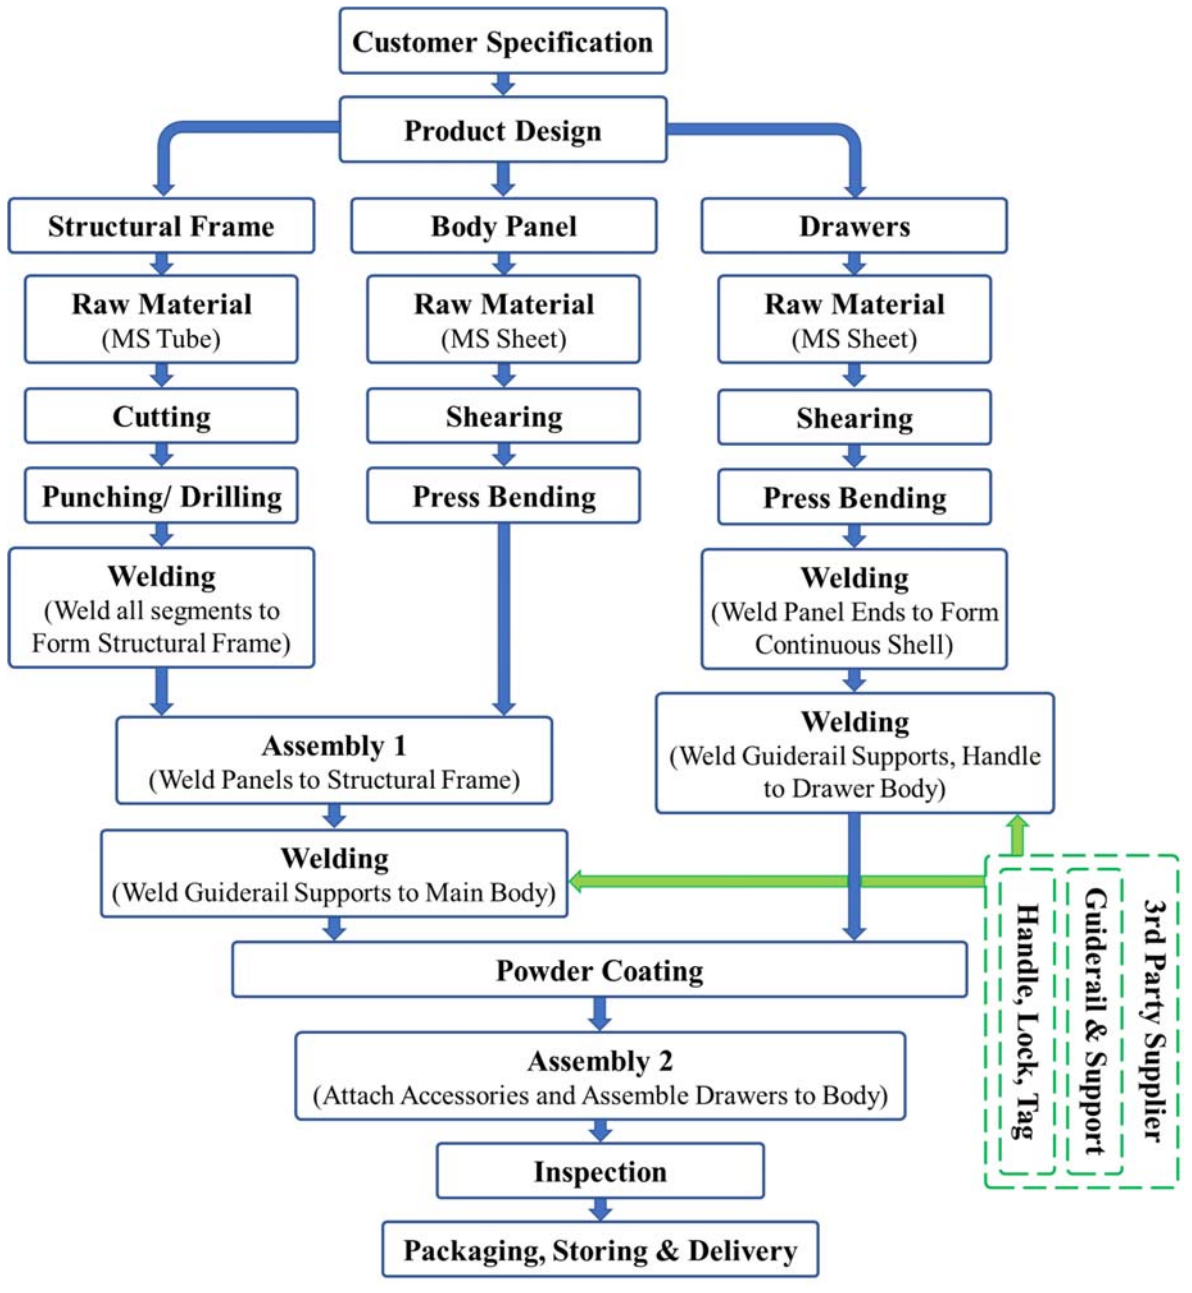 Customer Specification
Product Design
Structural Frame
Raw Material
(MS Tube)
Cutting
Punching/ Drilling
Welding
(Weld all segments to
Form Structural Frame)
Body Panel
Raw Material
(MS Sheet)
Shearing
Press Bending
Drawers
Raw Material
(MS Sheet)
Shearing
Press Bending
Welding
(Weld Panel Ends to Form
Continuous Shell)
Welding
(Weld Guiderail Supports, Handle
to Drawer Body)
Assembly 1
(Weld Panels to Structural Frame)
Welding
(Weld Guiderail Supports to Main Body)
3rd Party Supplier
Guiderail & Support
Handle, Lock, Tag
Powder Coating
Assembly 2
(Attach Accessories and Assemble Drawers to Body)
Inspection
Packaging, Storing & Delivery